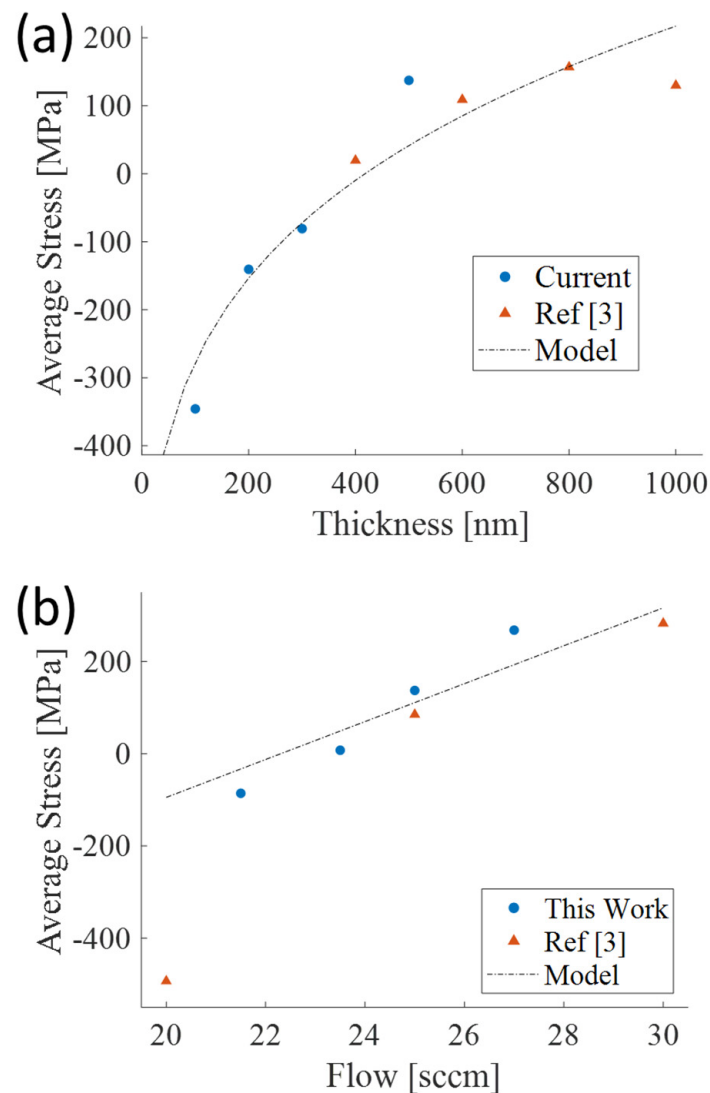 (a)
200
100
0
-100
-200
-300
-400
Average Stress [MPa]
Current
Ref [3]
Model
0 200 400 600 800 1000
Thickness [nm]
(b)
200
0
-200
-400
Average Stress [MPa]
This Work
Ref [3]
Model
20 22 24 26 28 30
Flow [sccm]